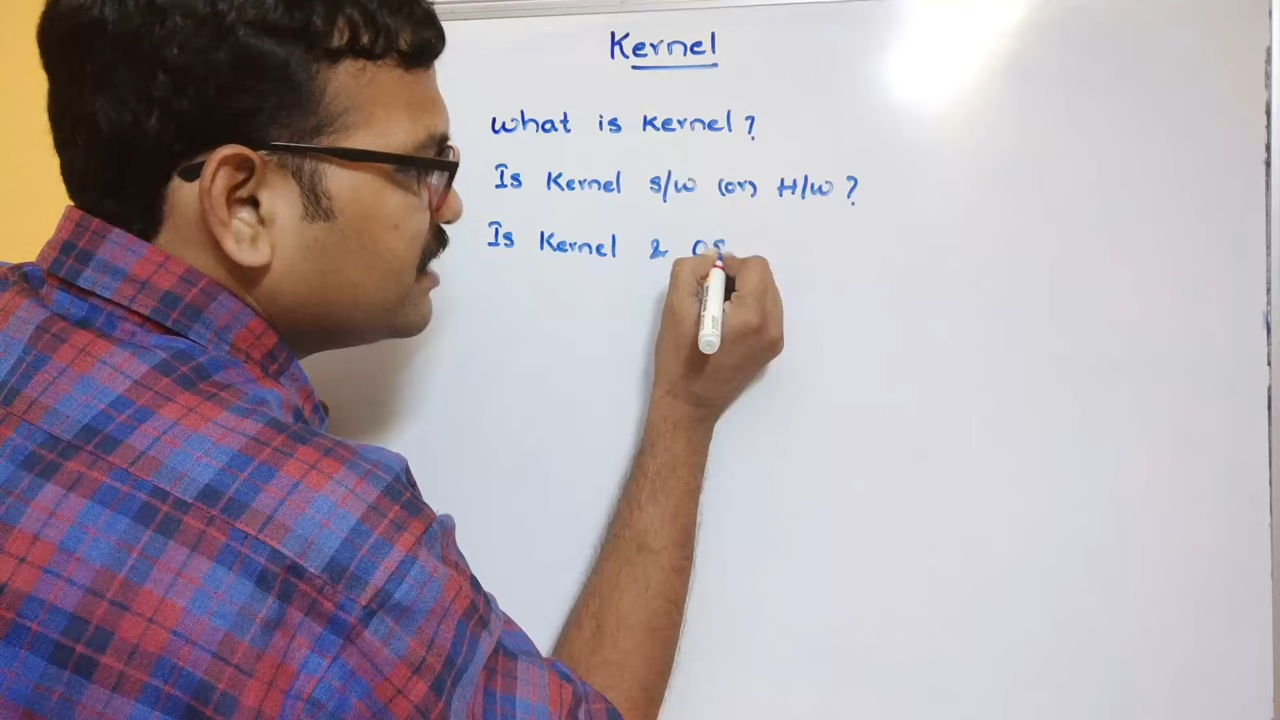 Kernel
What is Kernel?
Is Kernel S/W (or) H/W?
Is Kernel & OS